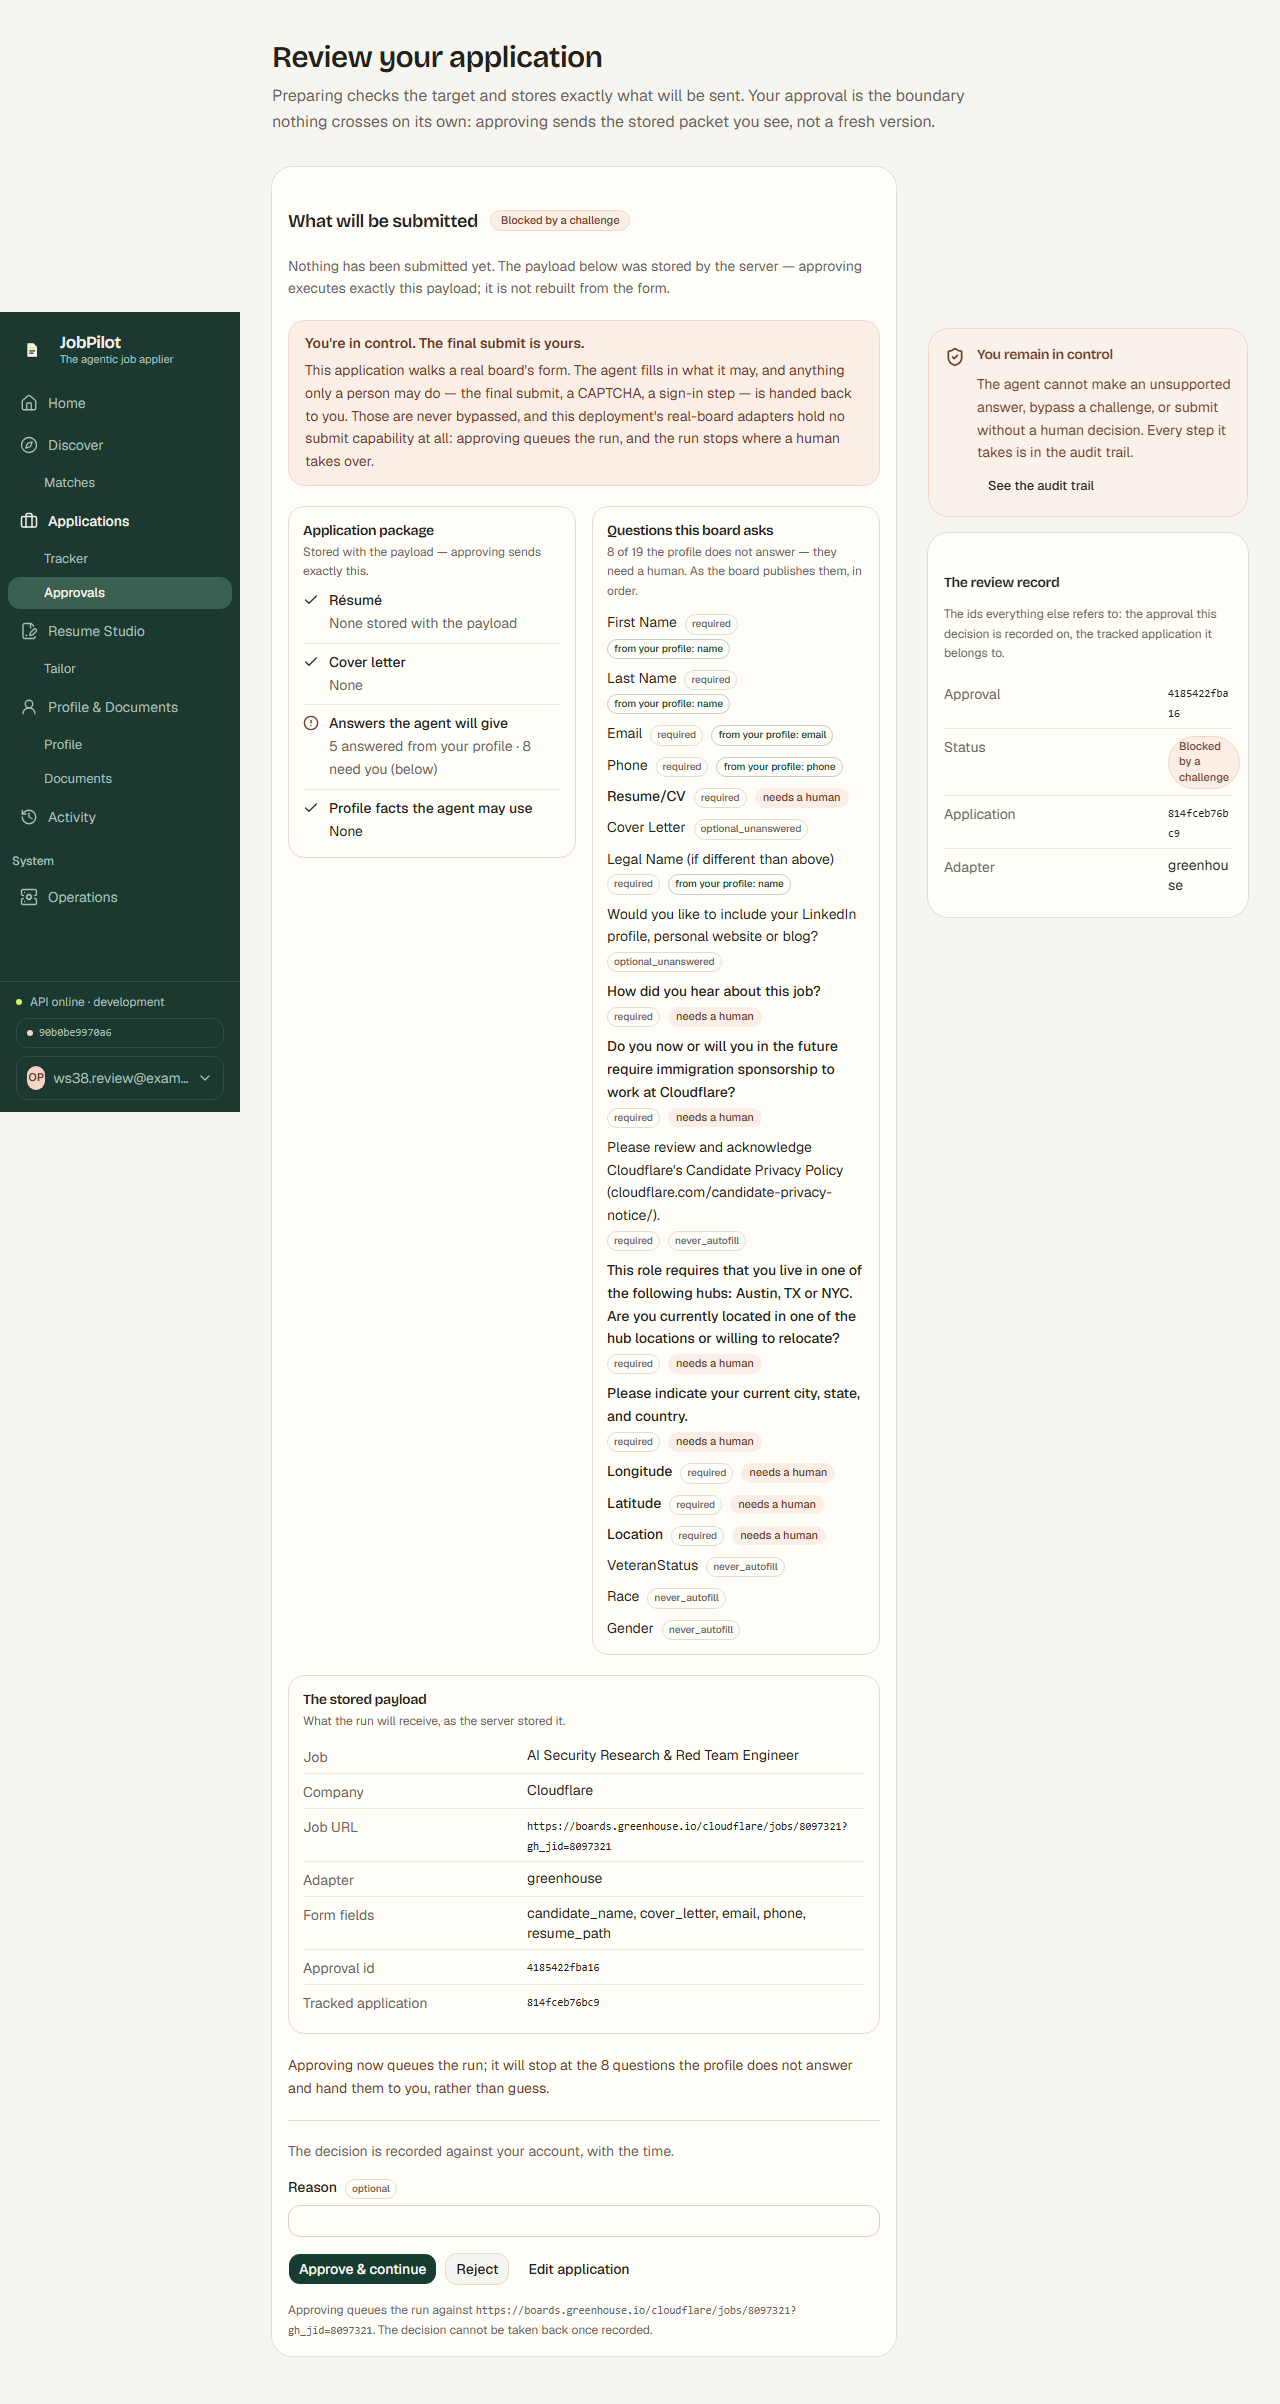 Review your application
Preparing checks the target and stores exactly what will be sent. Your approval is the boundary
nothing crosses on its own: approving sends the stored packet you see, not a fresh version.
JobPilot
The agentic job applier
Home
Discover
Matches
Applications
Tracker
Approvals
Resume Studio
Tailor
Profile & Documents
Profile
Documents
Activity
System
Operations
API online · development
90b0be9970a6
OP
ws38.review@exam...
What will be submitted
Blocked by a challenge
Nothing has been submitted yet. The payload below was stored by the server — approving
executes exactly this payload; it is not rebuilt from the form.
You're in control. The final submit is yours.
This application walks a real board's form. The agent fills in what it may, and anything
only a person may do — the final submit, a CAPTCHA, a sign-in step — is handed back
to you. Those are never bypassed, and this deployment's real-board adapters hold no
submit capability at all: approving queues the run, and the run stops where a human
takes over.
Application package
Stored with the payload — approving sends
exactly this.
Résumé
None stored with the payload
Cover letter
None
Answers the agent will give
5 answered from your profile · 8
need you (below)
Profile facts the agent may use
None
Questions this board asks
8 of 19 the profile does not answer — they
need a human. As the board publishes them, in
order.
First Name required
from your profile: name
Last Name required
from your profile: name
Email required from your profile: email
Phone required from your profile: phone
Resume/CV required needs a human
Cover Letter optional_unanswered
Legal Name (if different than above)
required from your profile: name
Would you like to include your LinkedIn
profile, personal website or blog?
optional_unanswered
How did you hear about this job?
required needs a human
Do you now or will you in the future
require immigration sponsorship to
work at Cloudflare?
required needs a human
Please review and acknowledge
Cloudflare's Candidate Privacy Policy
(cloudflare.com/candidate-privacy-
notice/).
required never_autofill
This role requires that you live in one of
the following hubs: Austin, TX or NYC.
Are you currently located in one of the
hub locations or willing to relocate?
required needs a human
Please indicate your current city, state,
and country.
required needs a human
Longitude required needs a human
Latitude required needs a human
Location required needs a human
VeteranStatus never_autofill
Race never_autofill
Gender never_autofill
The stored payload
What the run will receive, as the server stored it.
Job AI Security Research & Red Team Engineer
Company Cloudflare
Job URL https://boards.greenhouse.io/cloudflare/jobs/8097321?
gh_jid=8097321
Adapter greenhouse
Form fields candidate_name, cover_letter, email, phone,
resume_path
Approval id 4185422fba16
Tracked application 814fceb76bc9
Approving now queues the run; it will stop at the 8 questions the profile does not answer
and hand them to you, rather than guess.
The decision is recorded against your account, with the time.
Reason optional
Approve & continue Reject Edit application
Approving queues the run against https://boards.greenhouse.io/cloudflare/jobs/8097321?
gh_jid=8097321. The decision cannot be taken back once recorded.
You remain in control
The agent cannot make an unsupported
answer, bypass a challenge, or submit
without a human decision. Every step it
takes is in the audit trail.
See the audit trail
The review record
The ids everything else refers to: the approval this
decision is recorded on, the tracked application it
belongs to.
Approval 4185422fba
16
Status Blocked
by a
challenge
Application 814fceb76b
c9
Adapter greenhou
se